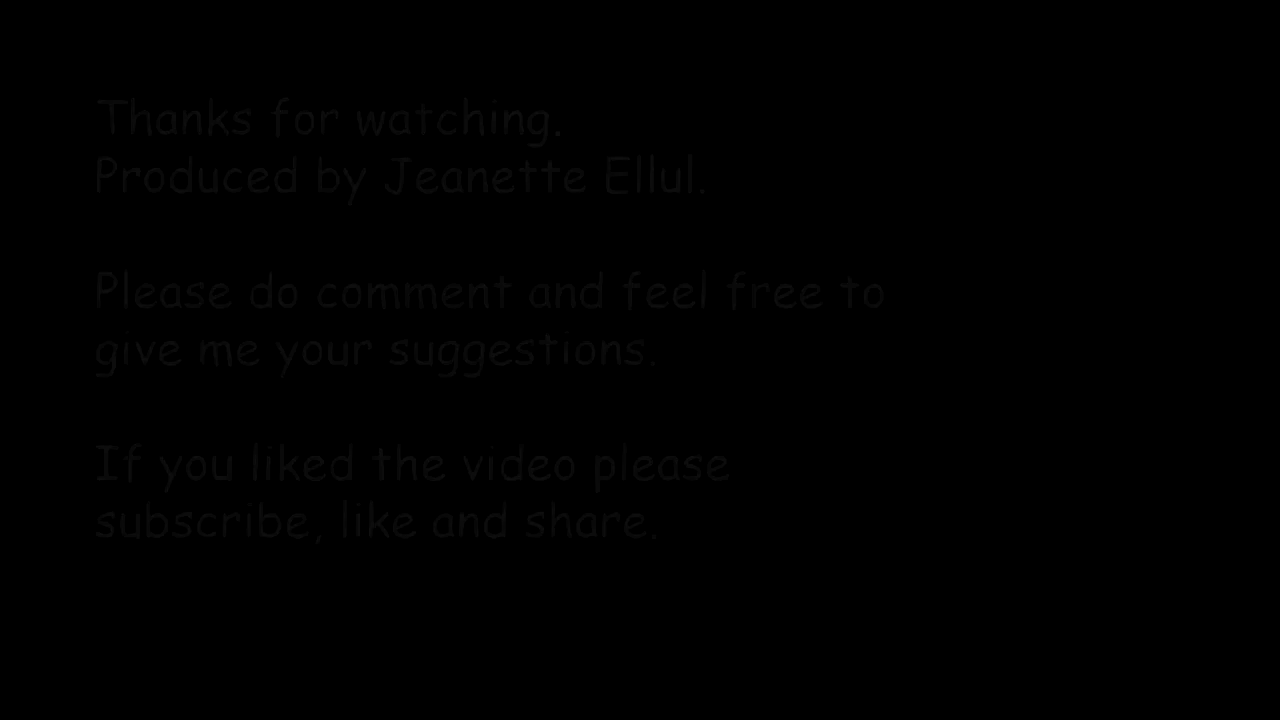 Thanks for watching.
Produced by Jeanette Ellul.
Please do comment and feel free to
give me your suggestions.
If you liked the video please
subscribe, like and share.